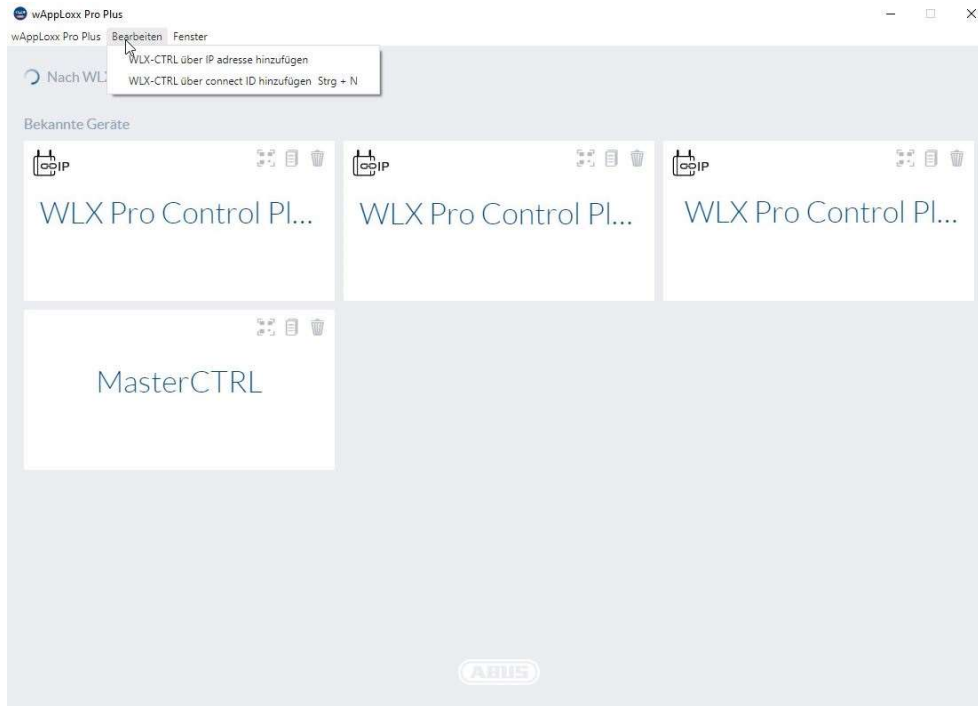 wAppLoxx Pro Plus
wAppLoxx Pro Plus Bearbeiten Fenster
WLX-CTRL über IP adresse hinzufügen
WLX-CTRL über connect ID hinzufügen Strg + N
Nach WL
Bekannte Geräte
IP IP IP
WLX Pro Control Pl... WLX Pro Control Pl... WLX Pro Control Pl...
MasterCTRL
ABUS